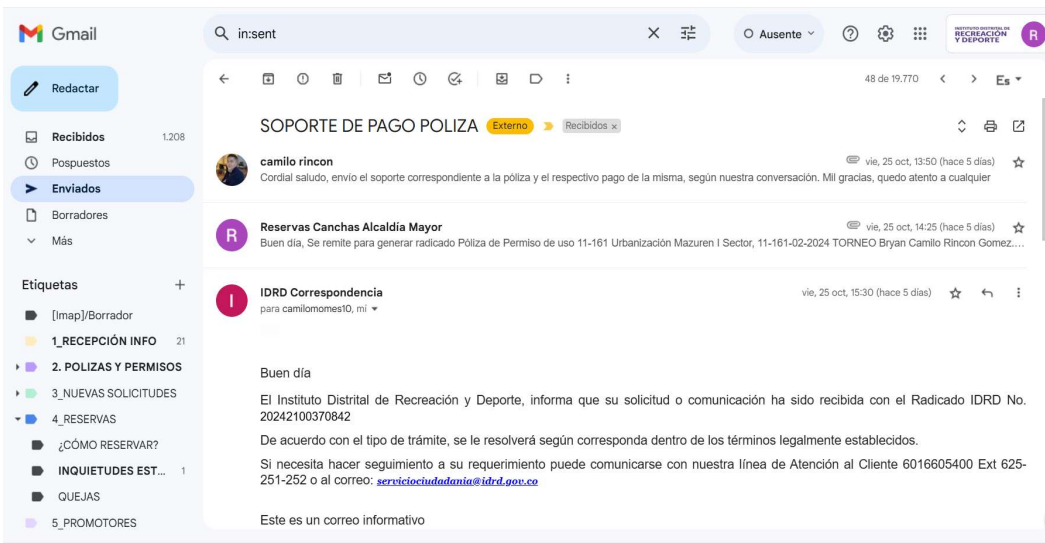 Gmail
in:sent
Ausente
INSTITUTO DISTRITAL DE
RECREACIÓN
Y DEPORTE
R
Redactar
48 de 19.770
Es
Recibidos 1.208
Pospuestos
Enviados
Borradores
Más
Etiquetas
[Imap]/Borrador
1_RECEPCIÓN INFO 21
2. POLIZAS Y PERMISOS
3_NUEVAS SOLICITUDES
4_RESERVAS
¿CÓMO RESERVAR?
INQUIETUDES EST... 1
QUEJAS
5_PROMOTORES
SOPORTE DE PAGO POLIZA Externo Recibidos x
camilo rincon vie, 25 oct, 13:50 (hace 5 días)
Cordial saludo, envío el soporte correspondiente a la póliza y el respectivo pago de la misma, según nuestra conversación. Mil gracias, quedo atento a cualquier
R
Reservas Canchas Alcaldía Mayor vie, 25 oct, 14:25 (hace 5 días)
Buen día, Se remite para generar radicado Póliza de Permiso de uso 11-161 Urbanización Mazuren I Sector, 11-161-02-2024 TORNEO Bryan Camilo Rincon Gomez....
I
IDRD Correspondencia vie, 25 oct, 15:30 (hace 5 días)
para camilomomes10, mí
Buen día
El Instituto Distrital de Recreación y Deporte, informa que su solicitud o comunicación ha sido recibida con el Radicado IDRD No.
20242100370842
De acuerdo con el tipo de trámite, se le resolverá según corresponda dentro de los términos legalmente establecidos.
Si necesita hacer seguimiento a su requerimiento puede comunicarse con nuestra línea de Atención al Cliente 6016605400 Ext 625-
251-252 o al correo: serviciociudadania@idrd.gov.co
Este es un correo informativo